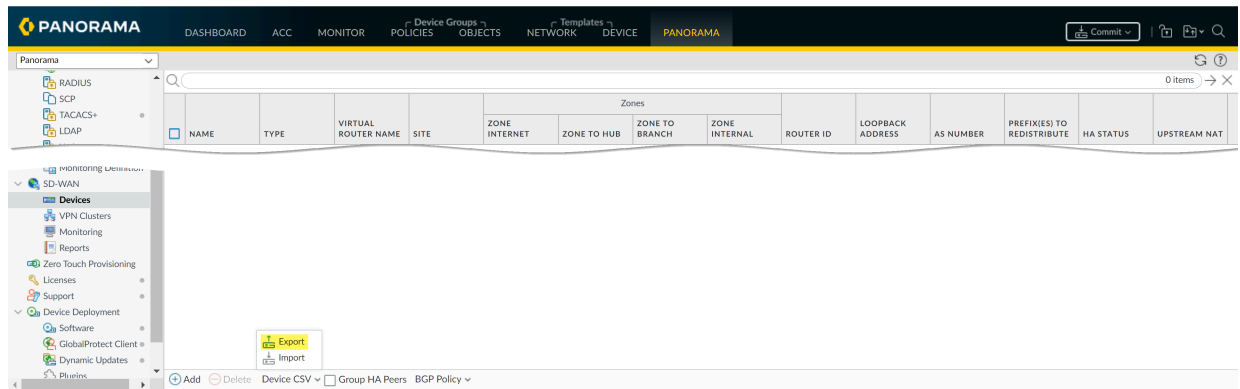 PANORAMA
Device Groups
Templates
DASHBOARD ACC MONITOR POLICIES OBJECTS NETWORK DEVICE PANORAMA
Commit
Panorama
RADIUS
SCP
TACACS+
LDAP
0 items
Zones
NAME TYPE VIRTUAL ROUTER NAME SITE ZONE INTERNET ZONE TO HUB ZONE TO BRANCH ZONE INTERNAL ROUTER ID LOOPBACK ADDRESS AS NUMBER PREFIX(ES) TO REDISTRIBUTE HA STATUS UPSTREAM NAT
Monitoring Definition
SD-WAN
Devices
VPN Clusters
Monitoring
Reports
Zero Touch Provisioning
Licenses
Support
Device Deployment
Software
GlobalProtect Client
Dynamic Updates
Plugins
Export
Import
Add Delete Device CSV Group HA Peers BGP Policy